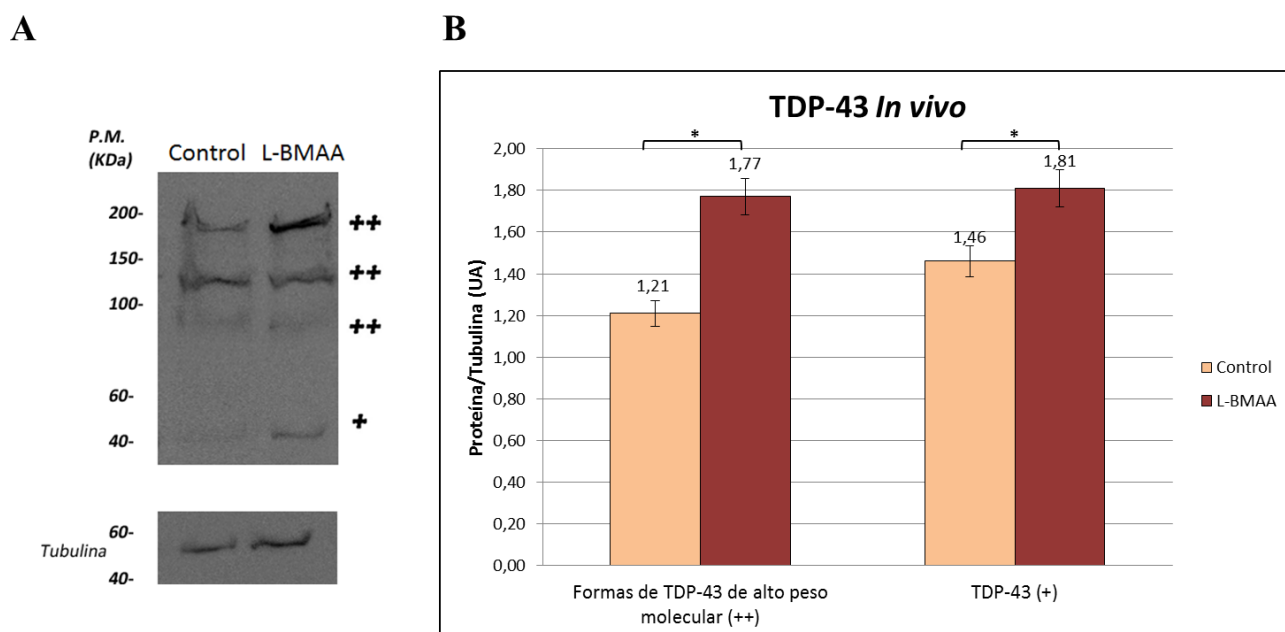 A
P.M.
(KDa)
Control L-BMAA
200-
++
150-
++
100-
++
60-
+
40-
60-
Tubulina
40-
B
TDP-43 In vivo
* *
Proteína/Tubulina (UA)
2,00
1,80
1,60
1,40
1,20
1,00
0,80
0,60
0,40
0,20
0,00
1,21
1,77
1,46
1,81
Formas de TDP-43 de alto peso
molecular (++)
TDP-43 (+)
Control
L-BMAA